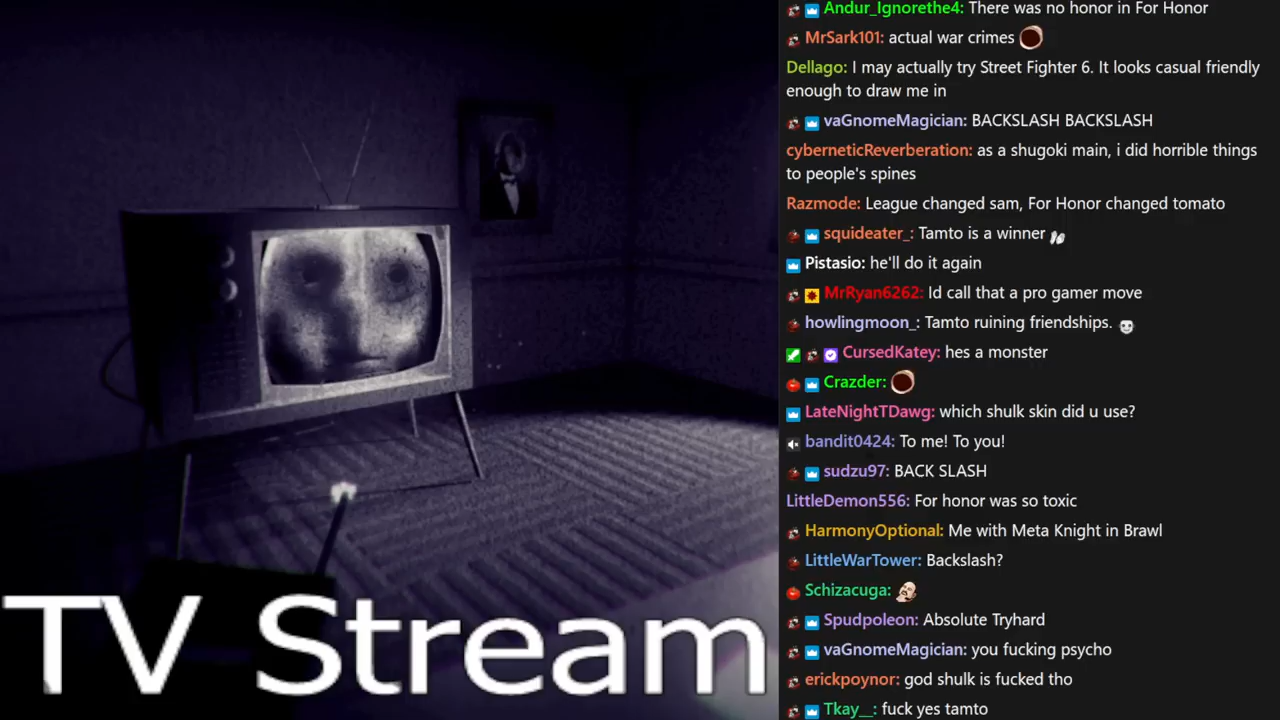 Andur_Ignorethe4: There was no honor in For Honor
MrSark101: actual war crimes
Dellago: I may actually try Street Fighter 6. It looks casual friendly
enough to draw me in
vaGnomeMagician: BACKSLASH BACKSLASH
cyberneticReverberation: as a shugoki main, i did horrible things
to people's spines
Razmode: League changed sam, For Honor changed tomato
squideater_: Tamto is a winner
Pistasio: he'll do it again
MrRyan6262: Id call that a pro gamer move
howlingmoon_: Tamto ruining friendships.
CursedKatey: hes a monster
Crazder:
LateNightTDawg: which shulk skin did u use?
bandit0424: To me! To you!
sudzu97: BACK SLASH
LittleDemon556: For honor was so toxic
HarmonyOptional: Me with Meta Knight in Brawl
LittleWarTower: Backslash?
Schizacuga:
Spudpoleon: Absolute Tryhard
vaGnomeMagician: you fucking psycho
erickpoynor: god shulk is fucked tho
Tkay__: fuck yes tamto
TV Stream